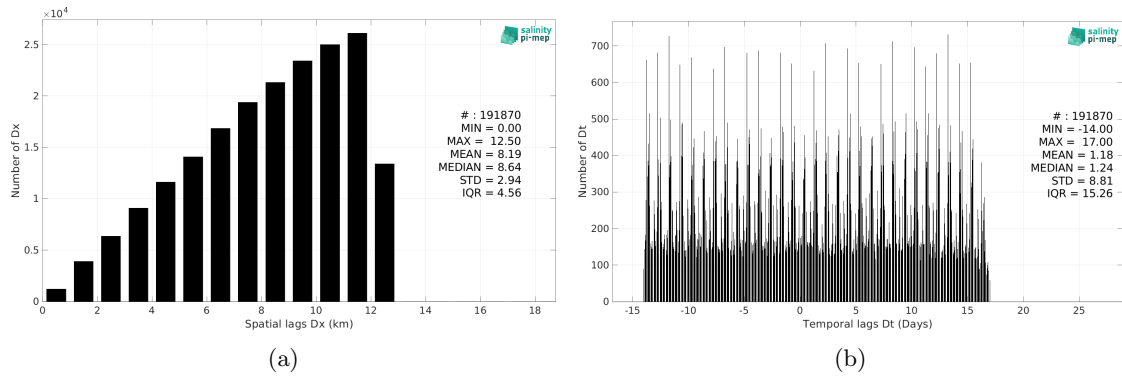 ×10⁴
2.5
2
1.5
1
0.5
0
0 2 4 6 8 10 12 14 16 18
Number of Dx
Spatial lags Dx (km)
salinity
pi-mep
# : 191870
MIN = 0.00
MAX = 12.50
MEAN = 8.19
MEDIAN = 8.64
STD = 2.94
IQR = 4.56
(a)
700
600
500
400
300
200
100
0
-15 -10 -5 0 5 10 15 20 25
Number of Dt
Temporal lags Dt (Days)
salinity
pi-mep
# : 191870
MIN = -14.00
MAX = 17.00
MEAN = 1.18
MEDIAN = 1.24
STD = 8.81
IQR = 15.26
(b)